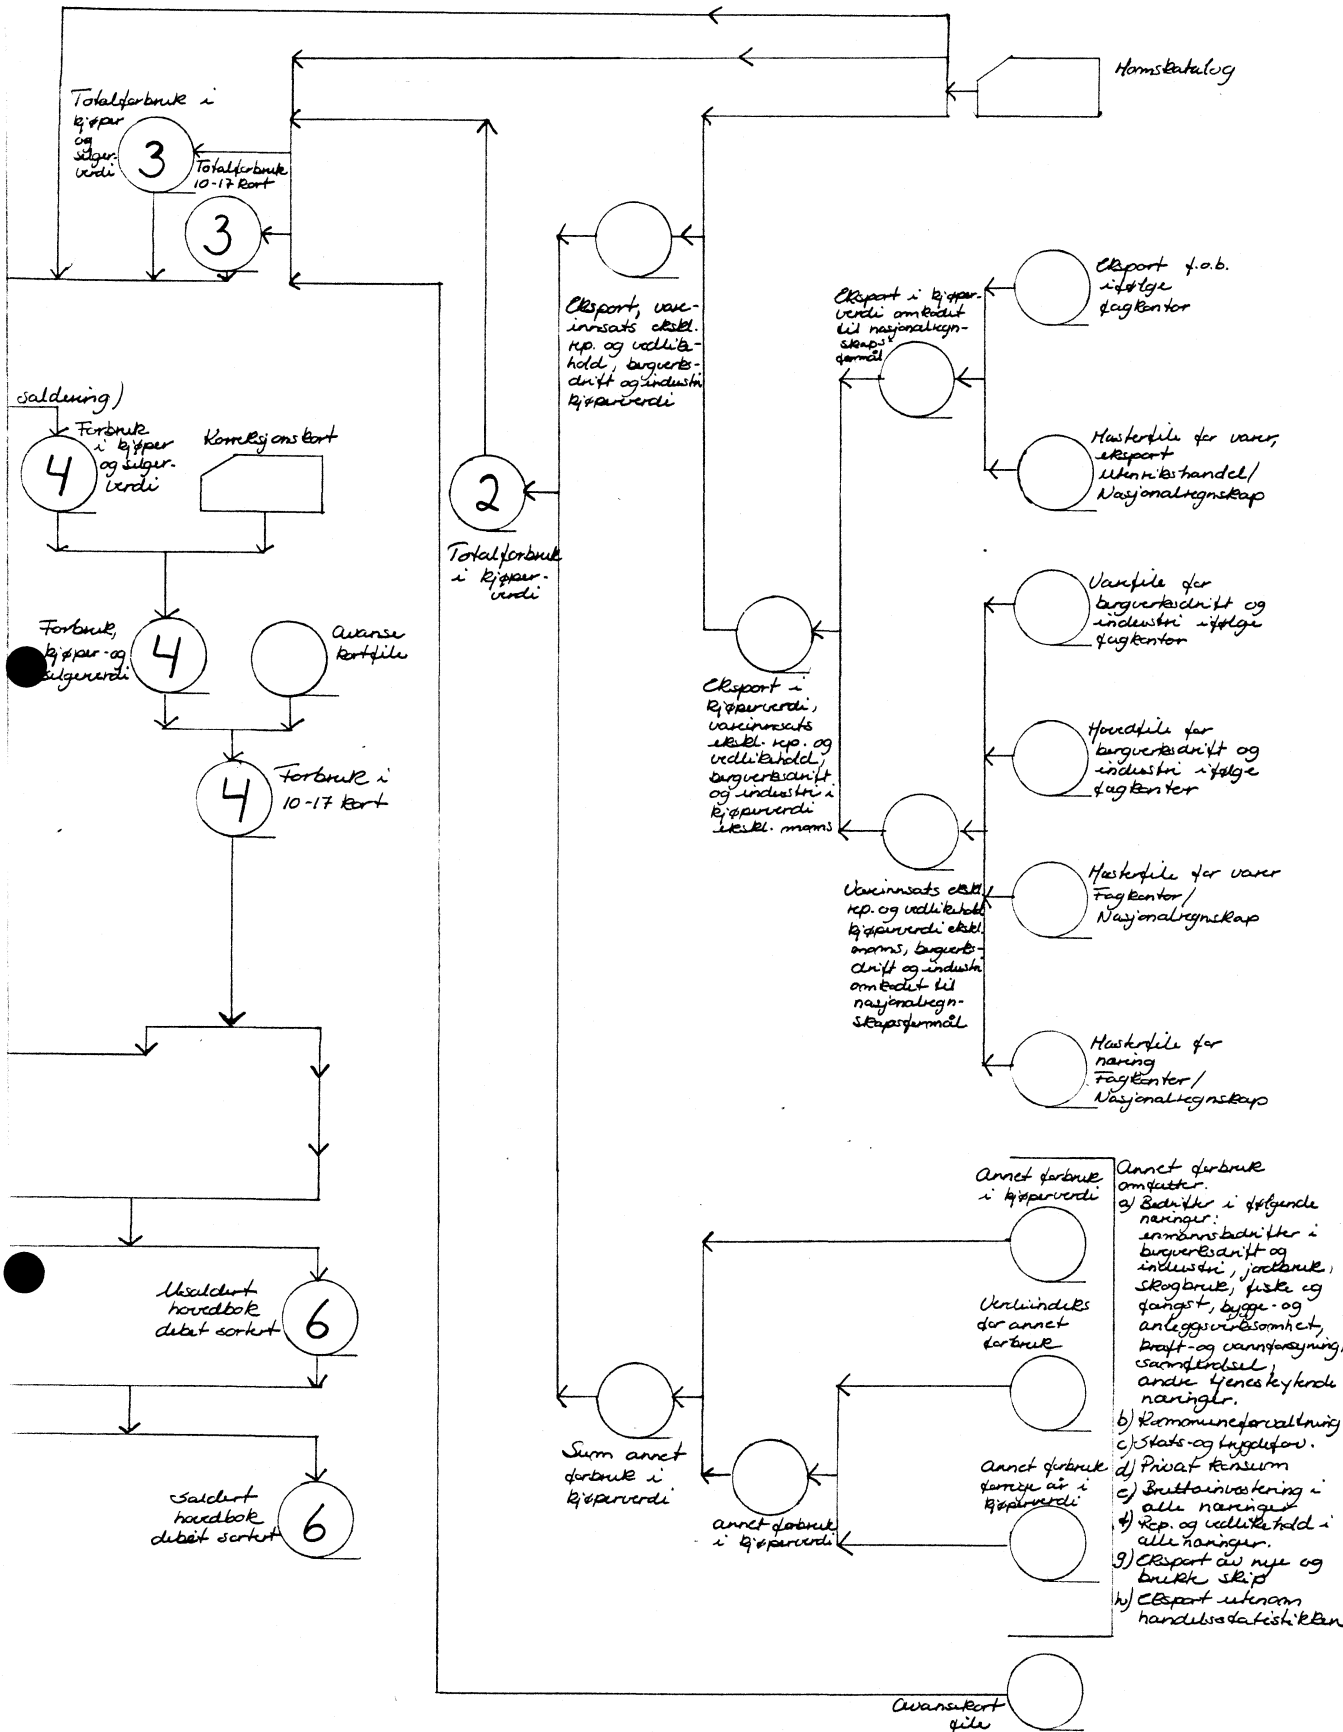 Momskatalog
Totalforbruk i
kjøper
og
selger-
verdi
3
Totalforbruk
10-17 kort
3
Eksport, vare-
innsats ekskl.
rep. og vedlike-
hold, bergverks-
drift og industri
kjøperverdi
Eksport i kjøper-
verdi omkodet
til nasjonalregn-
skaps-
formål
Eksport f.o.b.
ifølge
fagkontor
saldering)
Forbruk
i kjøper
og selger-
verdi
4
Korreksjonskort
2
Totalforbruk
i kjøper-
verdi
Masterfile for varer,
eksport
Utenrikshandel/
Nasjonalregnskap
Varefile for
bergverksdrift og
industri ifølge
fagkontor
Forbruk,
kjøper- og
selgerverdi
4
Avanse
kortfile
Eksport i
kjøperverdi,
vareinnsats
ekskl. rep. og
vedlikehold,
bergverksdrift
og industri i
kjøperverdi
ekskl. moms
Hovedfile for
bergverksdrift og
industri ifølge
fagkontor
4
Forbruk i
10-17 kort
Vareinnsats ekskl.
rep. og vedlikehold
kjøperverdi ekskl.
moms, bergverks-
drift og industri
omkodet til
nasjonalregn-
skapsformål
Masterfile for varer
Fagkontor/
Nasjonalregnskap
Masterfile for
næring
Fagkontor/
Nasjonalregnskap
Annet forbruk
i kjøperverdi
Annet forbruk
omfatter.
a) Bedrifter i følgende
næringer:
enmannsbedrifter i
bergverksdrift og
industri, jordbruk,
skogbruk, fiske og
fangst, bygge- og
anleggsvirksomhet,
kraft- og vannforsyning,
samferdsel,
andre tjenesteytende
næringer.
b) Kommuneforvaltning
c) Stats- og trygdeforv.
d) Privat konsum
e) Bruttoinvestering i
alle næringer
f) Rep. og vedlikehold i
alle næringer.
g) Eksport av nye og
brukte skip
h) Eksport utenom
handelsstatistikken
Verdiindeks
for annet
forbruk
Usaldert
hovedbok
debet sortert
6
Sum annet
forbruk i
kjøperverdi
Annet forbruk
forrige år i
kjøperverdi
annet forbruk
i kjøperverdi
saldert
hovedbok
debet sortert
6
Avansekort
file